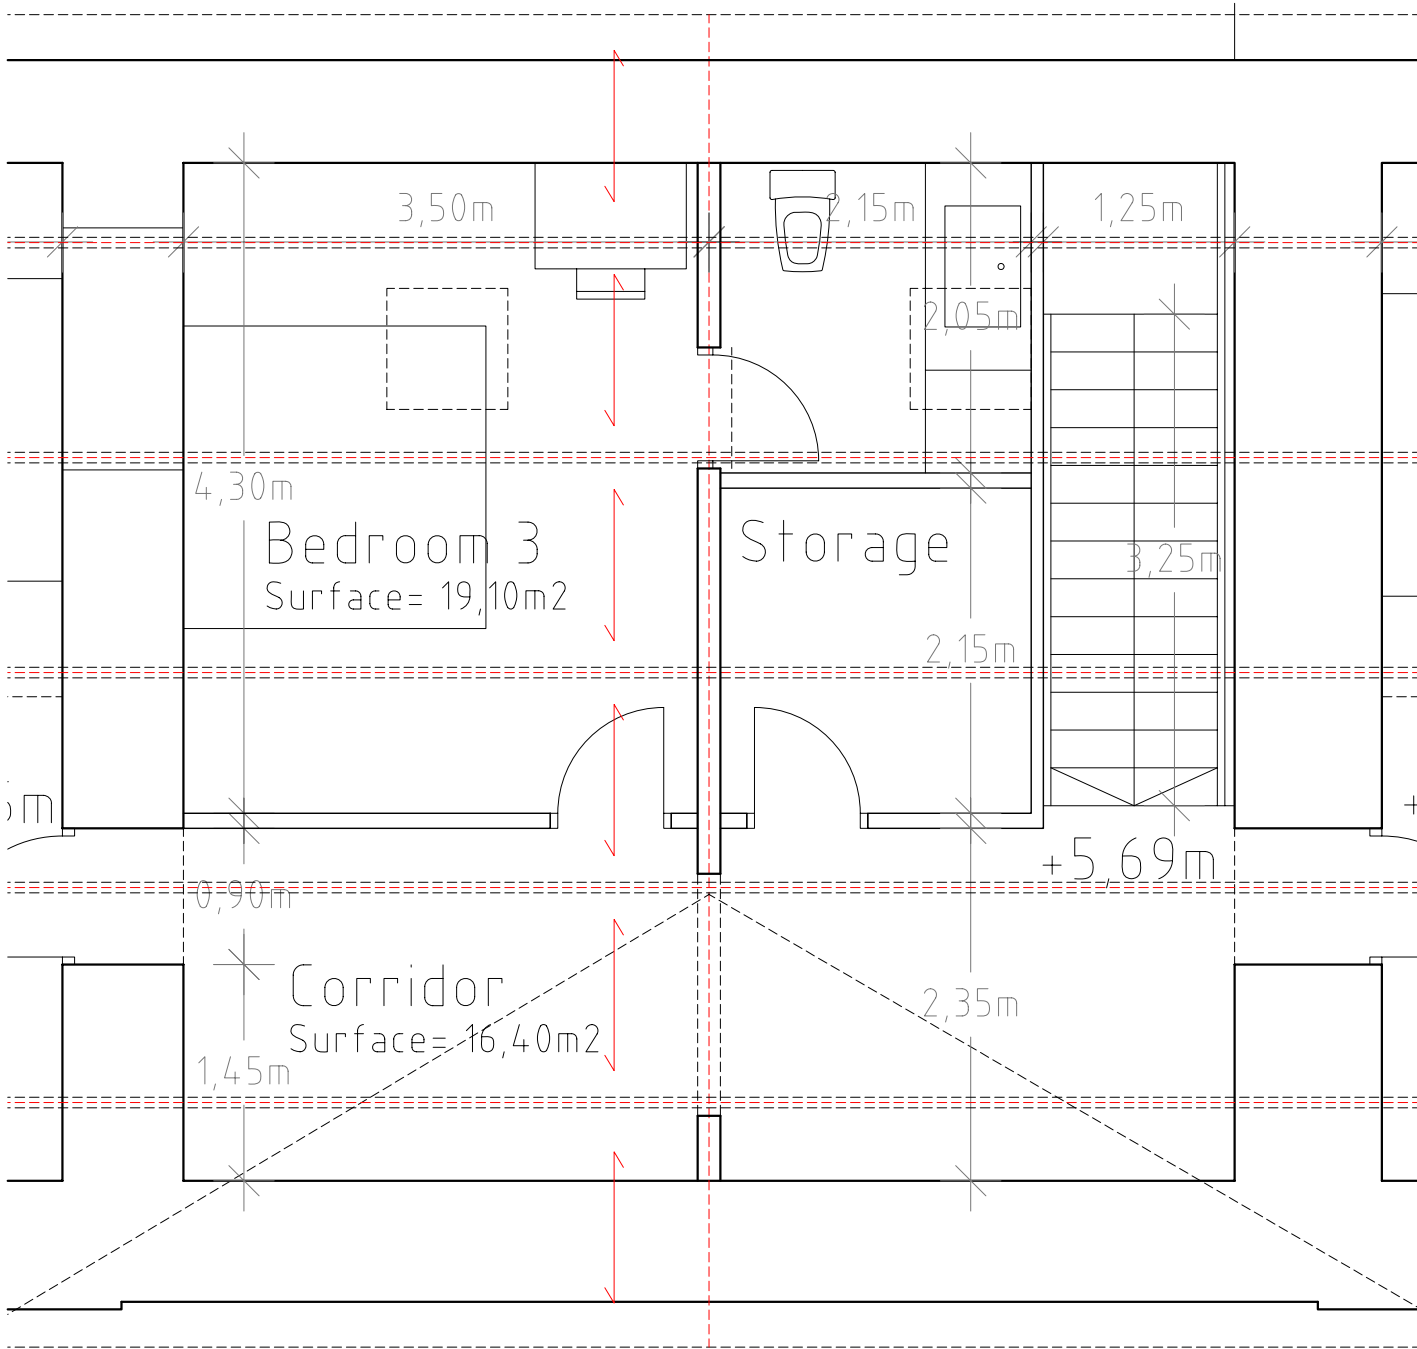 3,50m
2,15m
1,25m
2,05m
4,30m
Bedroom 3
Surface= 19,10m2
Storage
3,25m
2,15m
+5,69m
0,90m
Corridor
Surface= 16,40m2
2,35m
1,45m